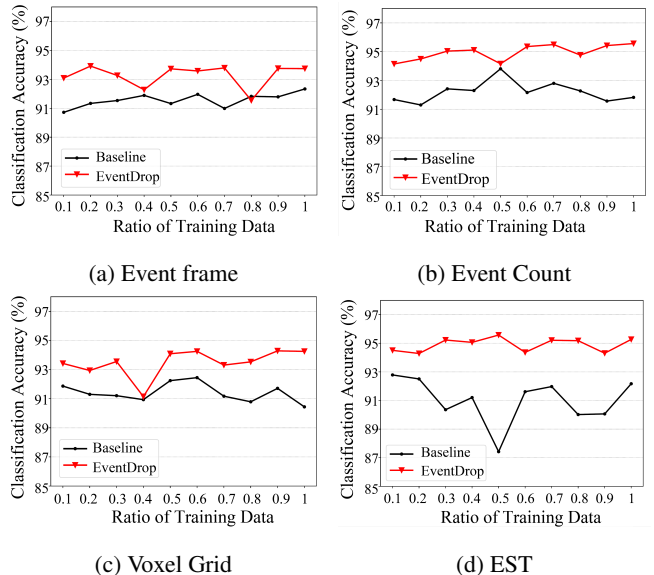 Classification Accuracy (%)
97
95
93
91
89
87
85
Baseline
EventDrop
0.1 0.2 0.3 0.4 0.5 0.6 0.7 0.8 0.9 1
Ratio of Training Data
(a) Event frame
Classification Accuracy (%)
97
95
93
91
89
87
85
Baseline
EventDrop
0.1 0.2 0.3 0.4 0.5 0.6 0.7 0.8 0.9 1
Ratio of Training Data
(b) Event Count
Classification Accuracy (%)
97
95
93
91
89
87
85
Baseline
EventDrop
0.1 0.2 0.3 0.4 0.5 0.6 0.7 0.8 0.9 1
Ratio of Training Data
(c) Voxel Grid
Classification Accuracy (%)
97
95
93
91
89
87
85
Baseline
EventDrop
0.1 0.2 0.3 0.4 0.5 0.6 0.7 0.8 0.9 1
Ratio of Training Data
(d) EST